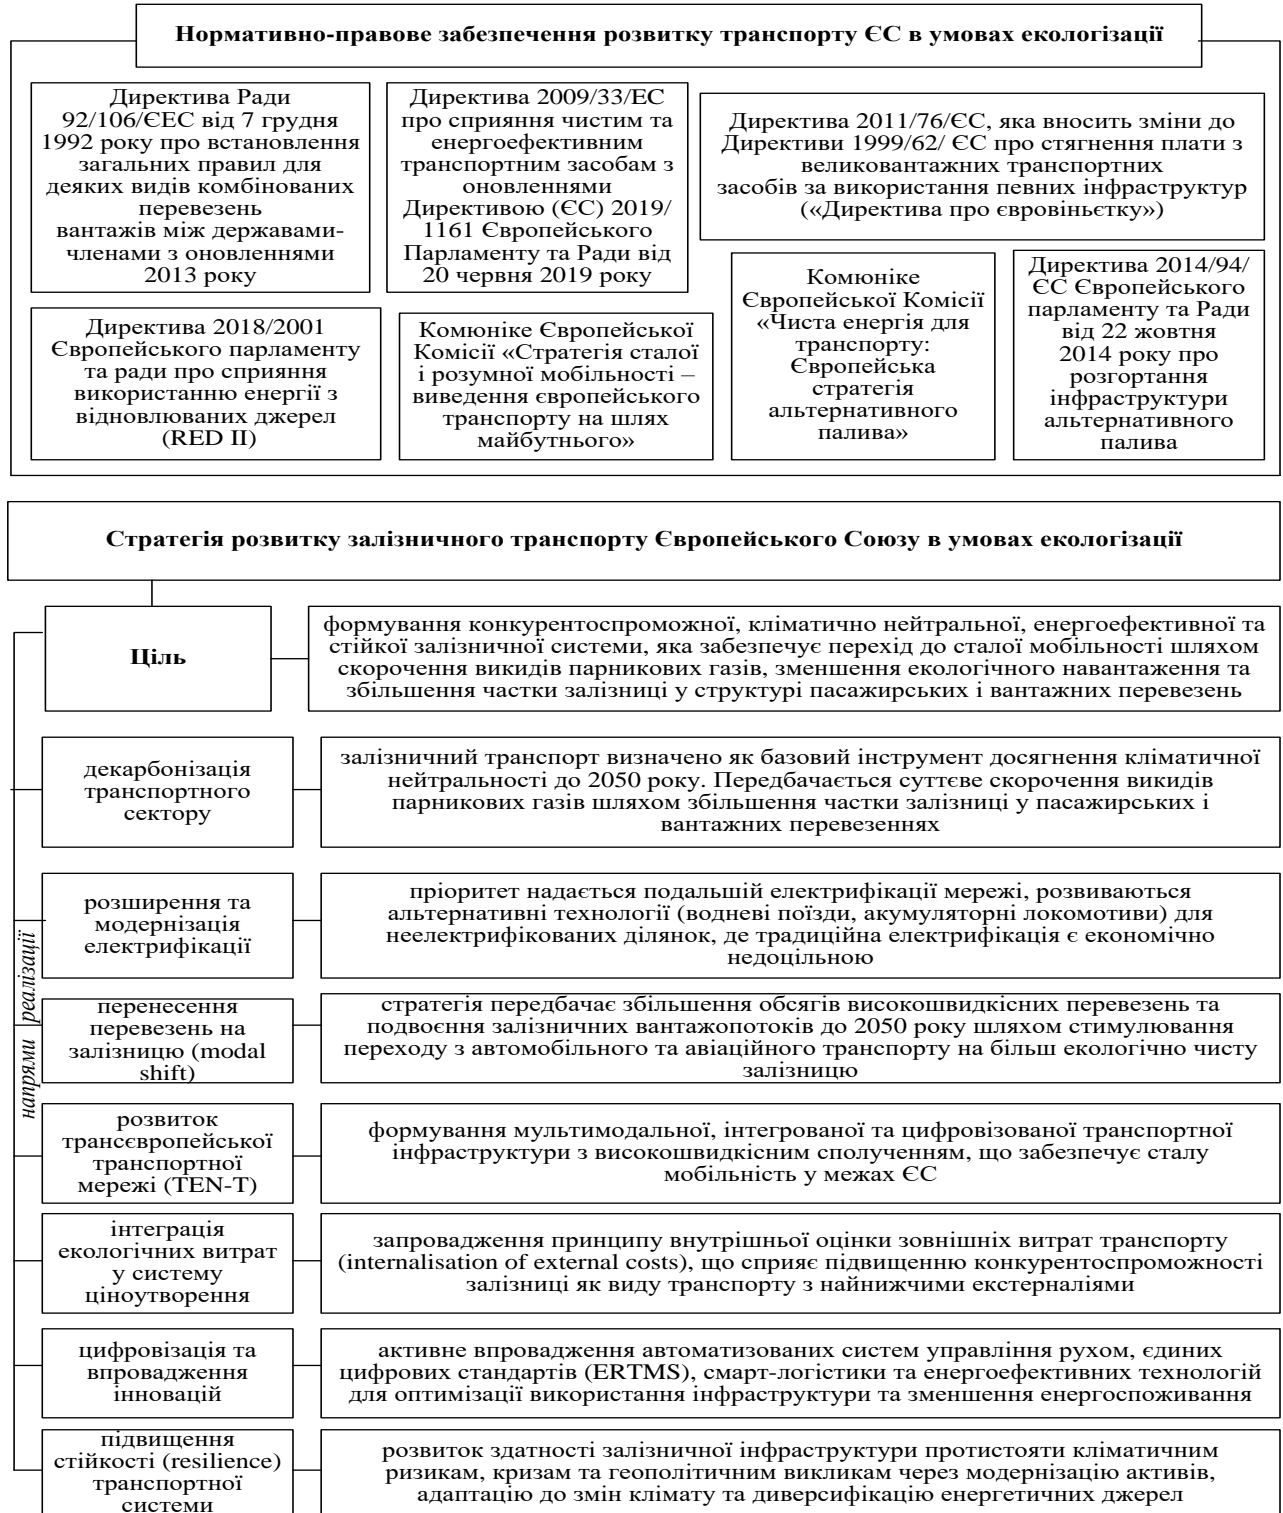 Нормативно-правове забезпечення розвитку транспорту ЄС в умовах екологізації
Директива Ради
92/106/ЄЕС від 7 грудня
1992 року про встановлення
загальних правил для
деяких видів комбінованих
перевезень
вантажів між державами-
членами з оновленнями
2013 року
Директива 2009/33/ЕС
про сприяння чистим та
енергоефективним
транспортним засобам з
оновленнями
Директивою (ЄС) 2019/
1161 Європейського
Парламенту та Ради від
20 червня 2019 року
Директива 2011/76/ЄС, яка вносить зміни до
Директиви 1999/62/ ЄС про стягнення плати з
великовантажних транспортних
засобів за використання певних інфраструктур
(«Директива про євровіньєтку»)
Директива 2018/2001
Європейського парламенту
та ради про сприяння
використанню енергії з
відновлюваних джерел
(RED II)
Комюніке Європейської
Комісії «Стратегія сталої
і розумної мобільності –
виведення європейського
транспорту на шлях
майбутнього»
Комюніке
Європейської Комісії
«Чиста енергія для
транспорту:
Європейська
стратегія
альтернативного
палива»
Директива 2014/94/
ЄС Європейського
парламенту та Ради
від 22 жовтня
2014 року про
розгортання
інфраструктури
альтернативного
палива
Стратегія розвитку залізничного транспорту Європейського Союзу в умовах екологізації
Ціль
формування конкурентоспроможної, кліматично нейтральної, енергоефективної та
стійкої залізничної системи, яка забезпечує перехід до сталої мобільності шляхом
скорочення викидів парникових газів, зменшення екологічного навантаження та
збільшення частки залізниці у структурі пасажирських і вантажних перевезень
напрями реалізації
декарбонізація
транспортного
сектору
залізничний транспорт визначено як базовий інструмент досягнення кліматичної
нейтральності до 2050 року. Передбачається суттєве скорочення викидів
парникових газів шляхом збільшення частки залізниці у пасажирських і
вантажних перевезеннях
розширення та
модернізація
електрифікації
пріоритет надається подальшій електрифікації мережі, розвиваються
альтернативні технології (водневі поїзди, акумуляторні локомотиви) для
неелектрифікованих ділянок, де традиційна електрифікація є економічно
недоцільною
перенесення
перевезень на
залізницю (modal
shift)
стратегія передбачає збільшення обсягів високошвидкісних перевезень та
подвоєння залізничних вантажопотоків до 2050 року шляхом стимулювання
переходу з автомобільного та авіаційного транспорту на більш екологічно чисту
залізницю
розвиток
трансєвропейської
транспортної
мережі (TEN-T)
формування мультимодальної, інтегрованої та цифровізованої транспортної
інфраструктури з високошвидкісним сполученням, що забезпечує сталу
мобільність у межах ЄС
інтеграція
екологічних витрат
у систему
ціноутворення
запровадження принципу внутрішньої оцінки зовнішніх витрат транспорту
(internalisation of external costs), що сприяє підвищенню конкурентоспроможності
залізниці як виду транспорту з найнижчими екстерналіями
цифровізація та
впровадження
інновацій
активне впровадження автоматизованих систем управління рухом, єдиних
цифрових стандартів (ERTMS), смарт-логістики та енергоефективних технологій
для оптимізації використання інфраструктури та зменшення енергоспоживання
підвищення
стійкості (resilience)
транспортної
системи
розвиток здатності залізничної інфраструктури протистояти кліматичним
ризикам, кризам та геополітичним викликам через модернізацію активів,
адаптацію до змін клімату та диверсифікацію енергетичних джерел